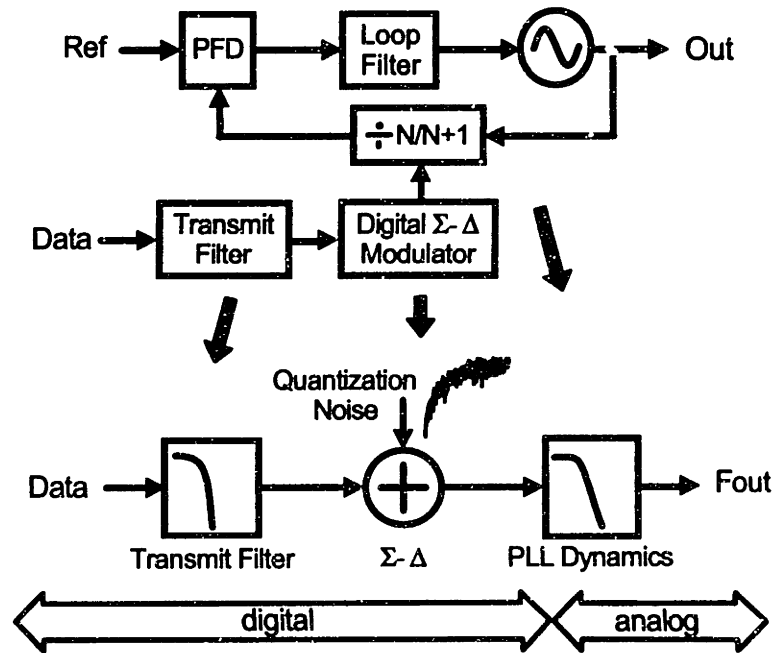 Ref
PFD
Loop
Filter
Out
÷ N/N+1
Data
Transmit
Filter
Digital Σ-Δ
Modulator
Quantization
Noise
Data
Fout
Transmit Filter
Σ-Δ
PLL Dynamics
digital
analog